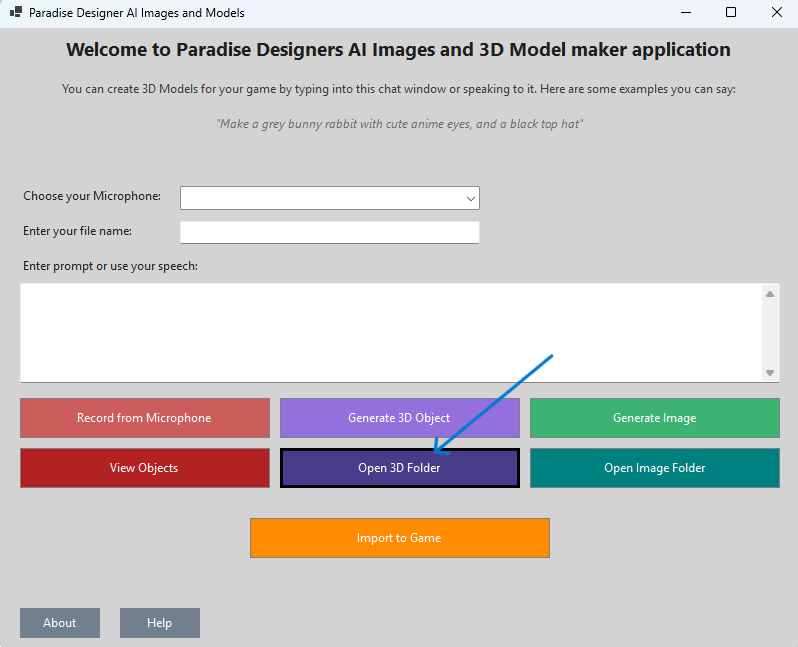 Paradise Designer AI Images and Models
Welcome to Paradise Designers AI Images and 3D Model maker application
You can create 3D Models for your game by typing into this chat window or speaking to it. Here are some examples you can say:
"Make a grey bunny rabbit with cute anime eyes, and a black top hat"
Choose your Microphone:
Enter your file name:
Enter prompt or use your speech:
Record from Microphone
Generate 3D Object
Generate Image
View Objects
Open 3D Folder
Open Image Folder
Import to Game
About
Help